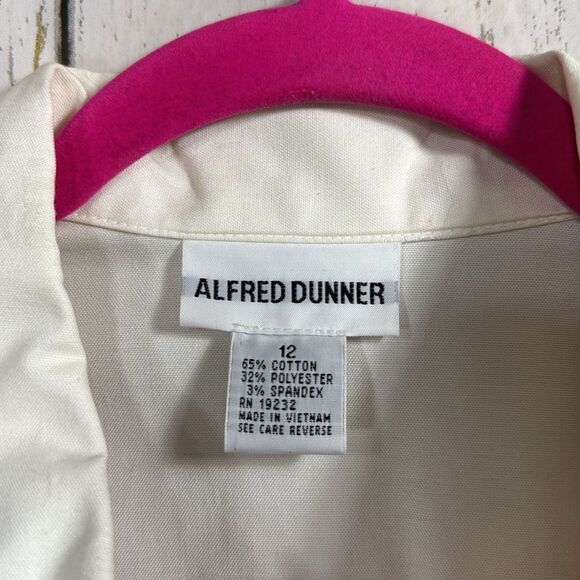 ALFRED DUNNER
12
65% COTTON
32% POLYESTER
3% SPANDEX
RN 19232
MADE IN VIETNAM
SEE CARE REVERSE